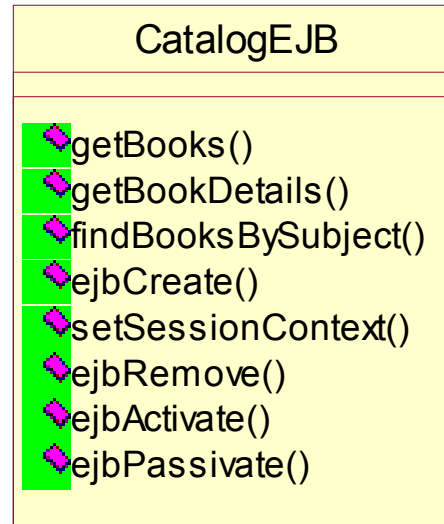 CatalogEJB
getBooks()
getBookDetails()
findBooksBySubject()
ejbCreate()
setSessionContext()
ejbRemove()
ejbActivate()
ejbPassivate()